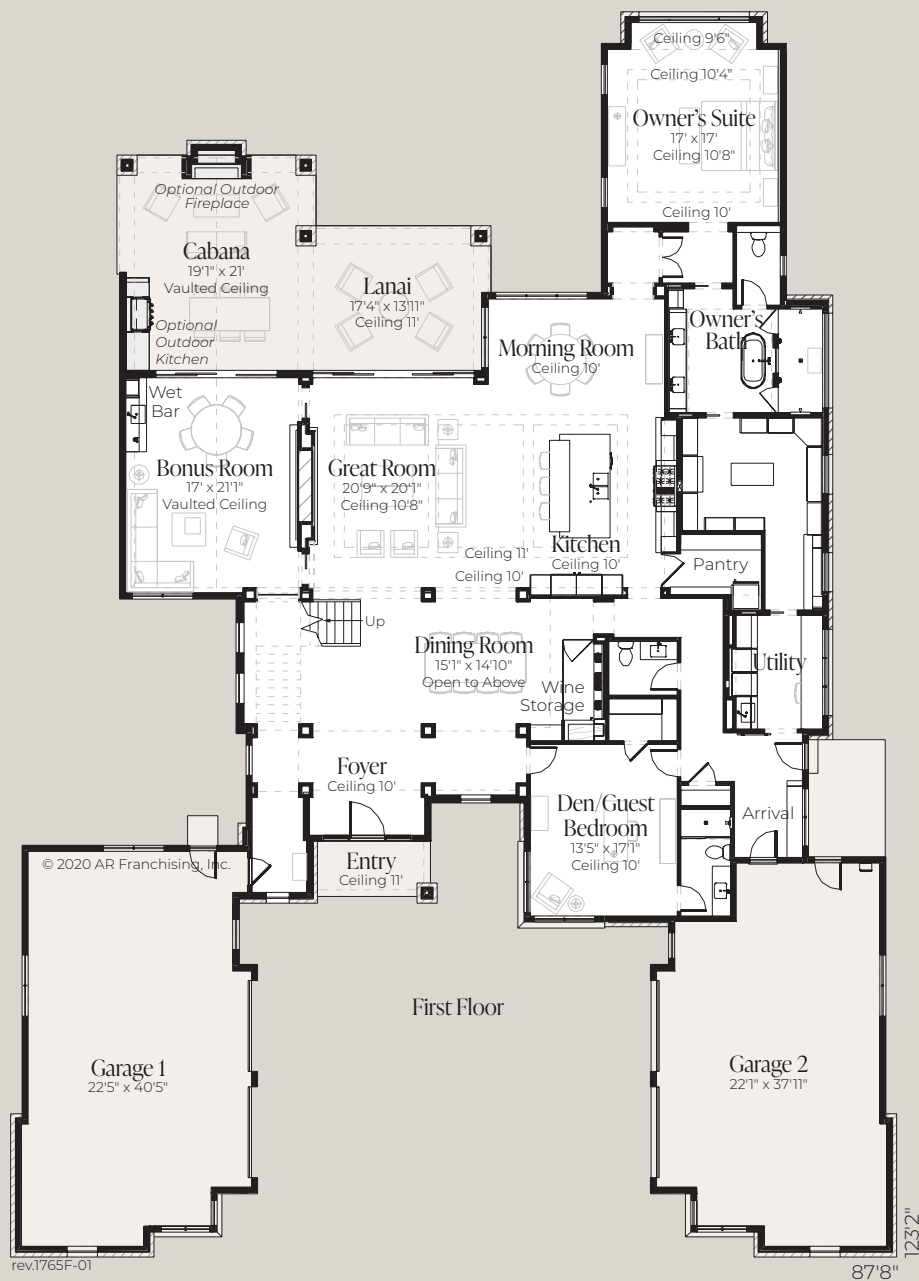 Ceiling 9'6"
Ceiling 10'4"
Owner's Suite
17' x 17'
Ceiling 10'8"
Ceiling 10'
Optional Outdoor
Fireplace
Cabana
19'1" x 21'
Vaulted Ceiling
Optional
Outdoor
Kitchen
Lanai
17'4" x 13'11"
Ceiling 11'
Morning Room
Ceiling 10'
Owner's
Bath
Wet
Bar
Bonus Room
17' x 21'1"
Vaulted Ceiling
Great Room
20'9" x 20'1"
Ceiling 10'8"
Ceiling 11'
Ceiling 10'
Kitchen
Ceiling 10'
Pantry
Up
Dining Room
15'1" x 14'10"
Open to Above
Wine
Storage
Utility
Foyer
Ceiling 10'
Den/Guest
Bedroom
13'5" x 17'1"
Ceiling 10'
Arrival
Entry
Ceiling 11'
© 2020 AR Franchising, Inc.
First Floor
Garage 1
22'5" x 40'5"
Garage 2
22'1" x 37'11"
rev.1765F-01
87'8"
123'2"